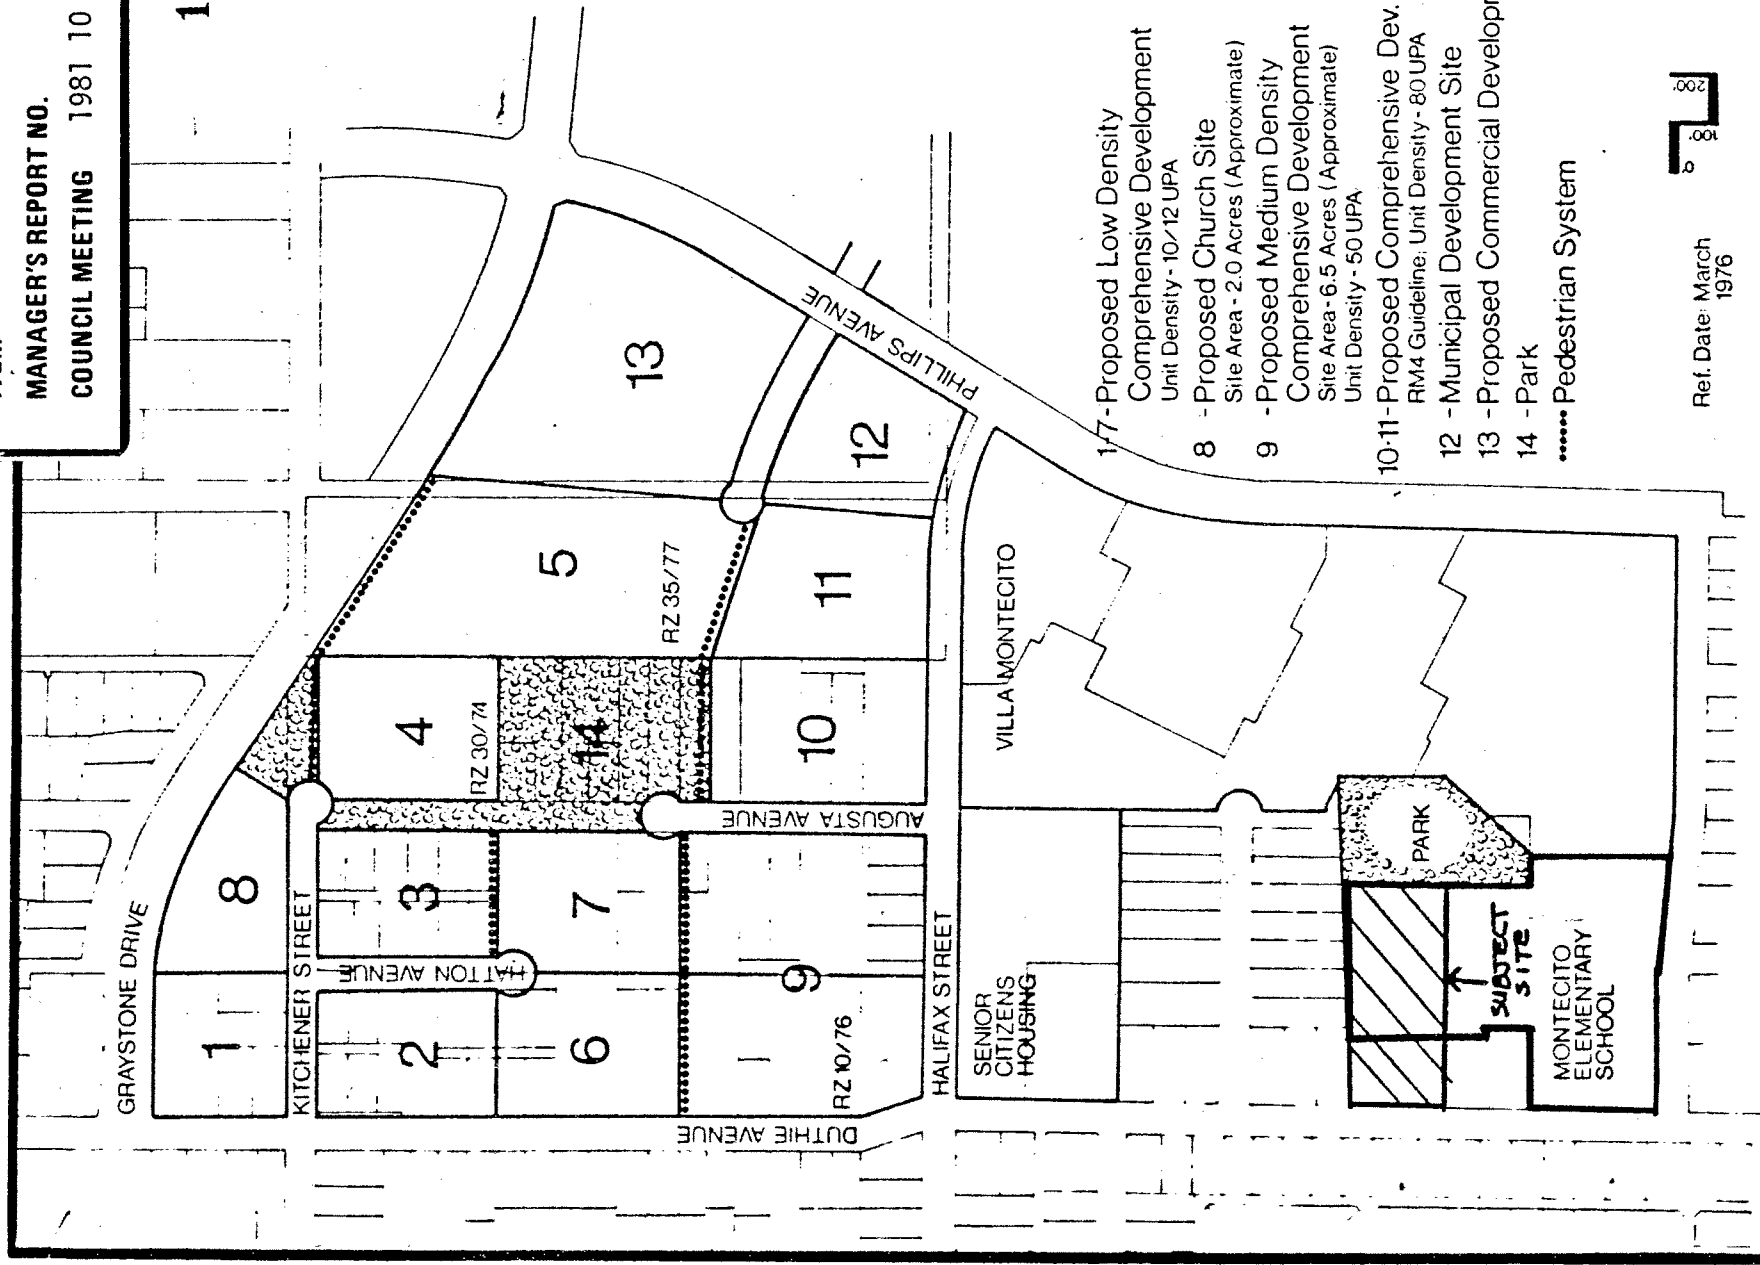 MANAGER'S REPORT NO.
COUNCIL MEETING 1981 10
1
GRAYSTONE DRIVE
KITCHENER STREET
HATTON AVENUE
AUGUSTA AVENUE
DUTHIE AVENUE
HALIFAX STREET
PHILLIPS AVENUE
1
2
3
4
RZ 30/74
5
RZ 35/77
6
7
8
9
RZ 10/76
10
11
12
13
14
SENIOR
CITIZENS
HOUSING
VILLA MONTECITO
PARK
SUBJECT
SITE
MONTECITO
ELEMENTARY
SCHOOL
1-7 - Proposed Low Density
Comprehensive Development
Unit Density - 10/12 UPA
8 - Proposed Church Site
Site Area - 2.0 Acres (Approximate)
9 - Proposed Medium Density
Comprehensive Development
Site Area - 6.5 Acres (Approximate)
Unit Density - 50 UPA
10-11 - Proposed Comprehensive Dev.
RM4 Guideline; Unit Density - 80 UPA
12 - Municipal Development Site
13 - Proposed Commercial Developm
14 - Park
•••••• Pedestrian System
Ref. Date: March
1976
0 100' 200'